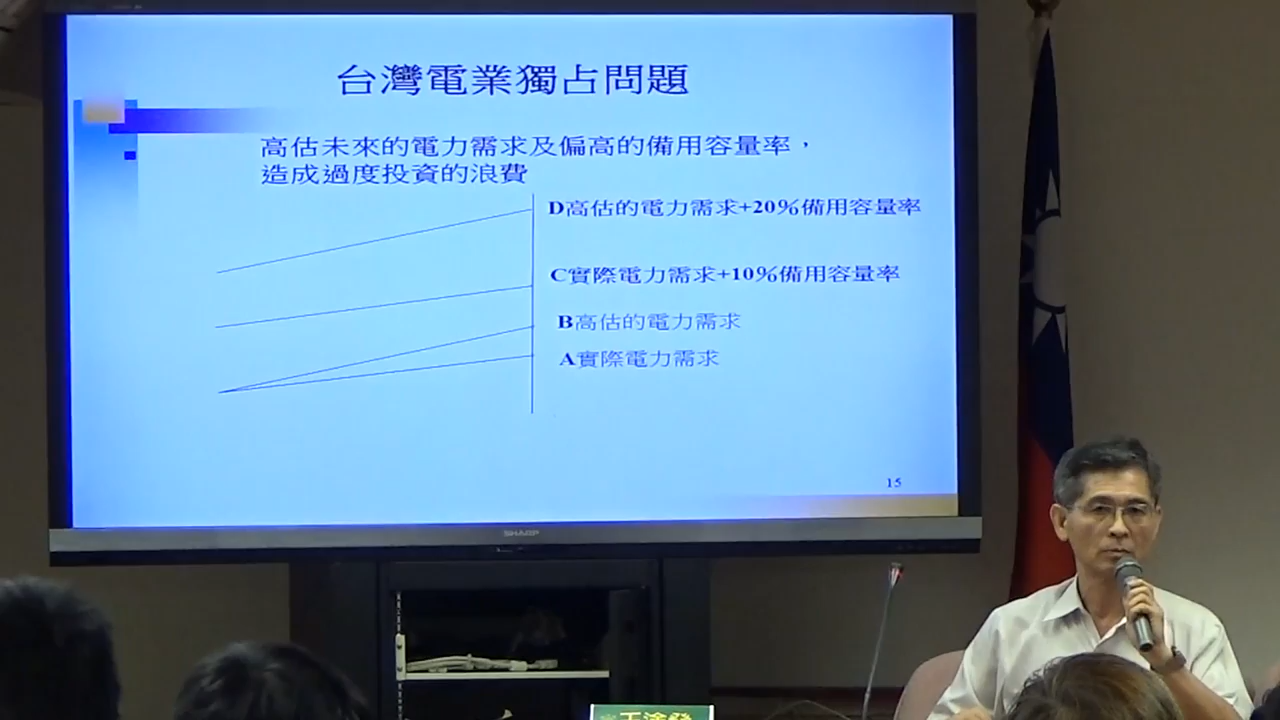 台灣電業獨占問題
高估未來的電力需求及偏高的備用容量率，
造成過度投資的浪費
D高估的電力需求+20%備用容量率
C實際電力需求+10%備用容量率
B高估的電力需求
A實際電力需求
15
SHARP